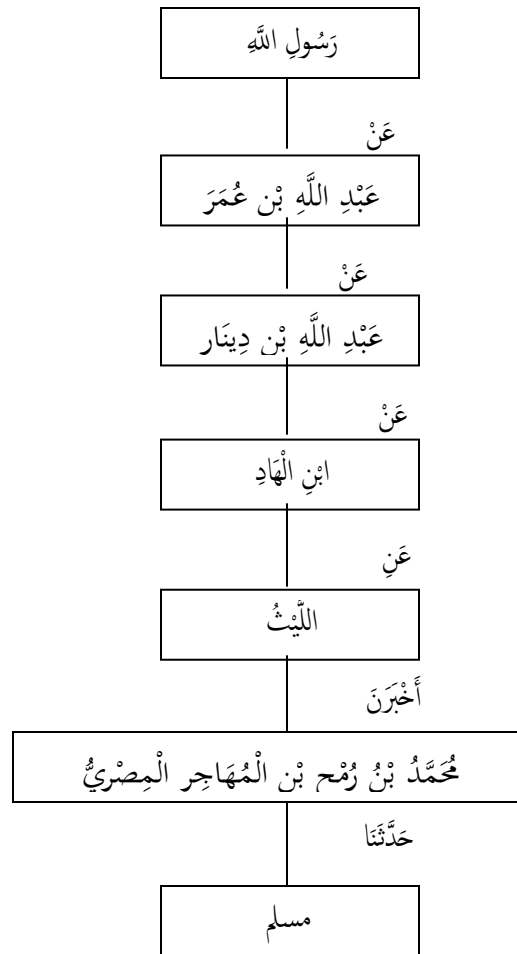 رَسُولِ اللَّهِ
عَنْ
عَبْدِ اللَّهِ بْنِ عُمَرَ
عَنْ
عَبْدِ اللَّهِ بْنِ دِينَار
عَنْ
ابْنِ الْهَادِ
عَنِ
اللَّيْثُ
أَخْبَرَنَ
مُحَمَّدُ بْنُ رُمْحِ بْنِ الْمُهَاجِرِ الْمِصْرِيُّ
حَدَّثَنَا
مسلم